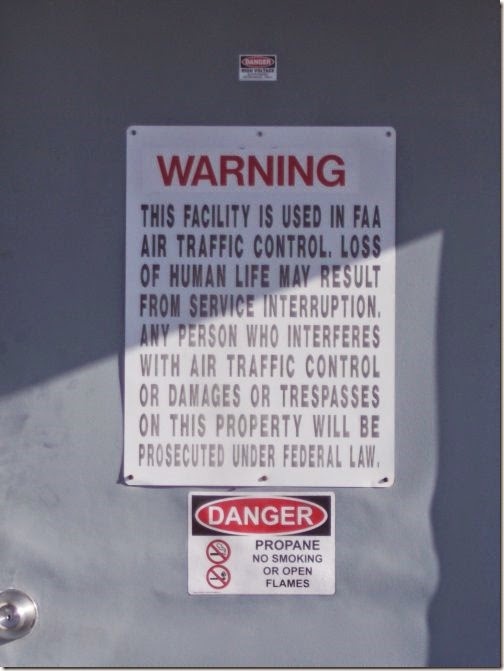 DANGER
HIGH VOLTAGE
WARNING
THIS FACILITY IS USED IN FAA
AIR TRAFFIC CONTROL. LOSS
OF HUMAN LIFE MAY RESULT
FROM SERVICE INTERRUPTION.
ANY PERSON WHO INTERFERES
WITH AIR TRAFFIC CONTROL
OR DAMAGES OR TRESPASSES
ON THIS PROPERTY WILL BE
PROSECUTED UNDER FEDERAL LAW.
DANGER
PROPANE
NO SMOKING
OR OPEN
FLAMES